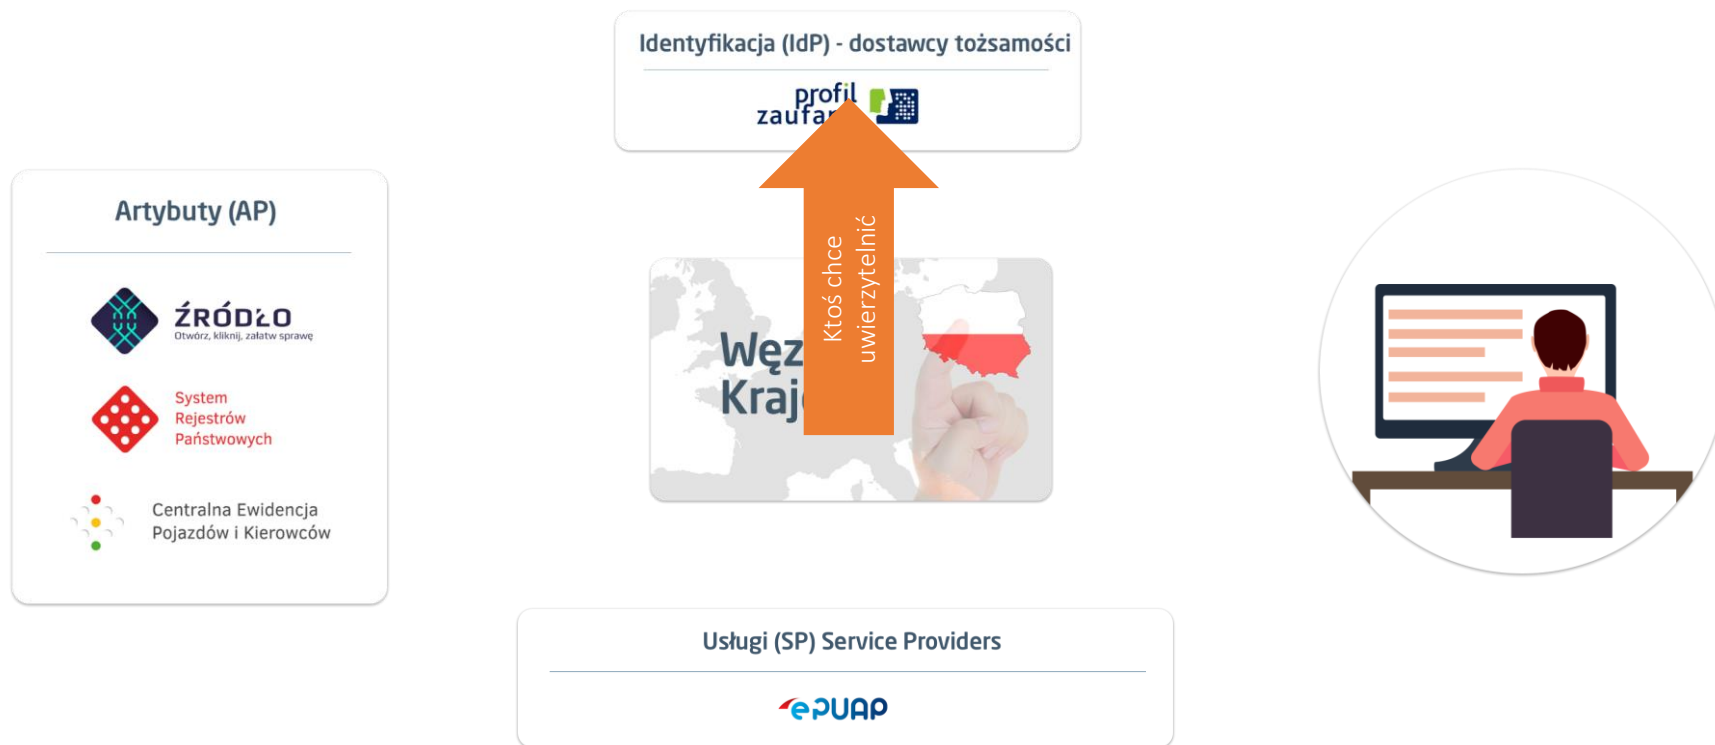 Identyfikacja (IdP) - dostawcy tożsamości
profil
Artybuty (AP)
ŹRÓDŁO
Otwórz, kliknij, załatw sprawę
System
Rejestrów
Państwowych
Centralna Ewidencja
Pojazdów i Kierowców
Ktoś chce
uwierzytelnić
Usługi (SP) Service Providers
ePUAP